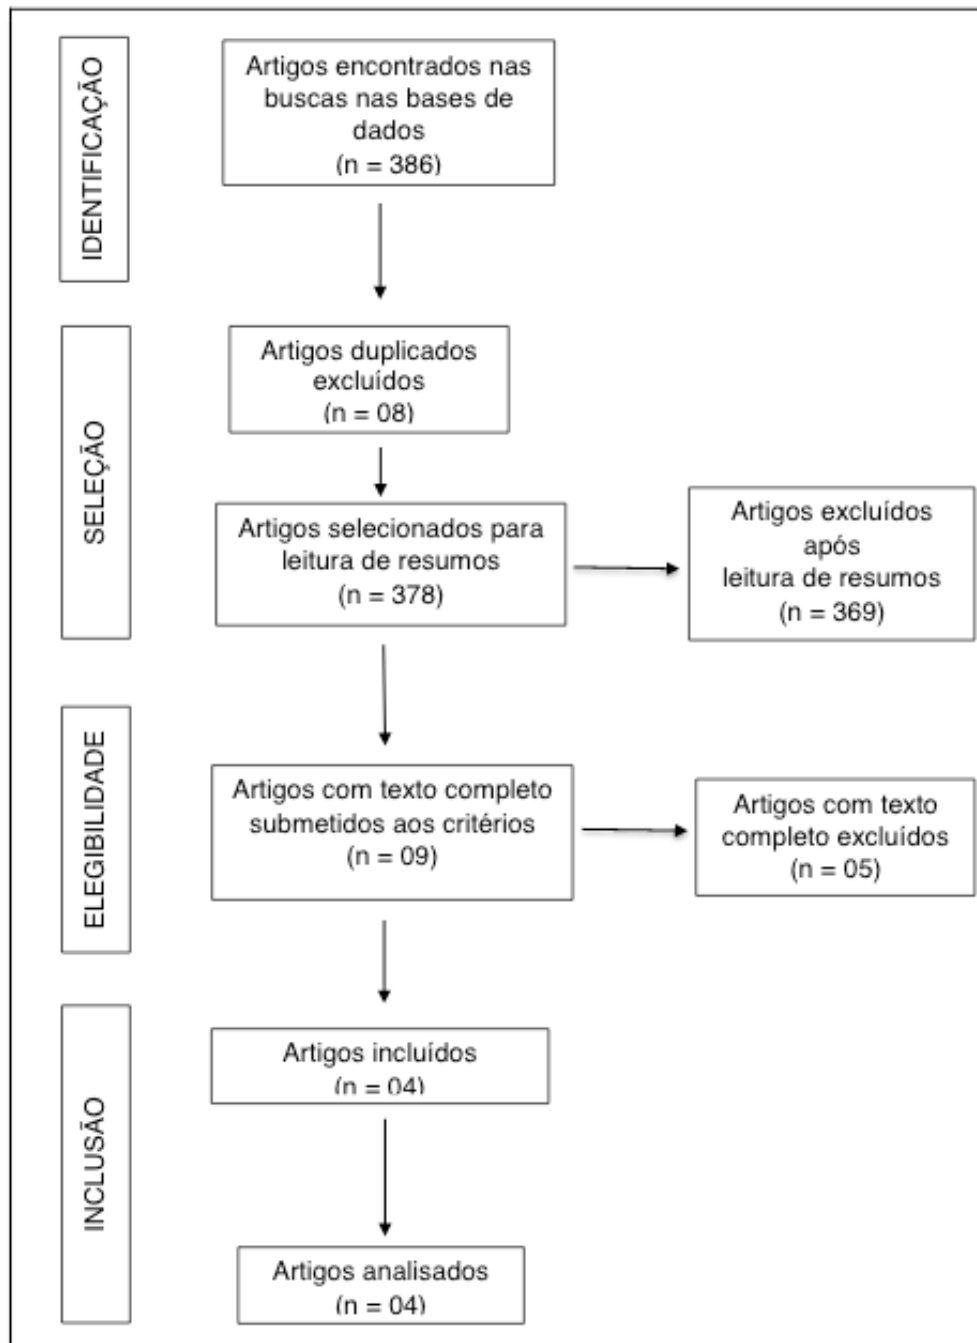 IDENTIFICAÇÃO
Artigos encontrados nas
buscas nas bases de
dados
(n = 386)
SELEÇÃO
Artigos duplicados
excluídos
(n = 08)
Artigos selecionados para
leitura de resumos
(n = 378)
Artigos excluídos
após
leitura de resumos
(n = 369)
ELEGIBILIDADE
Artigos com texto completo
submetidos aos critérios
(n = 09)
Artigos com texto
completo excluídos
(n = 05)
INCLUSÃO
Artigos incluídos
(n = 04)
Artigos analisados
(n = 04)